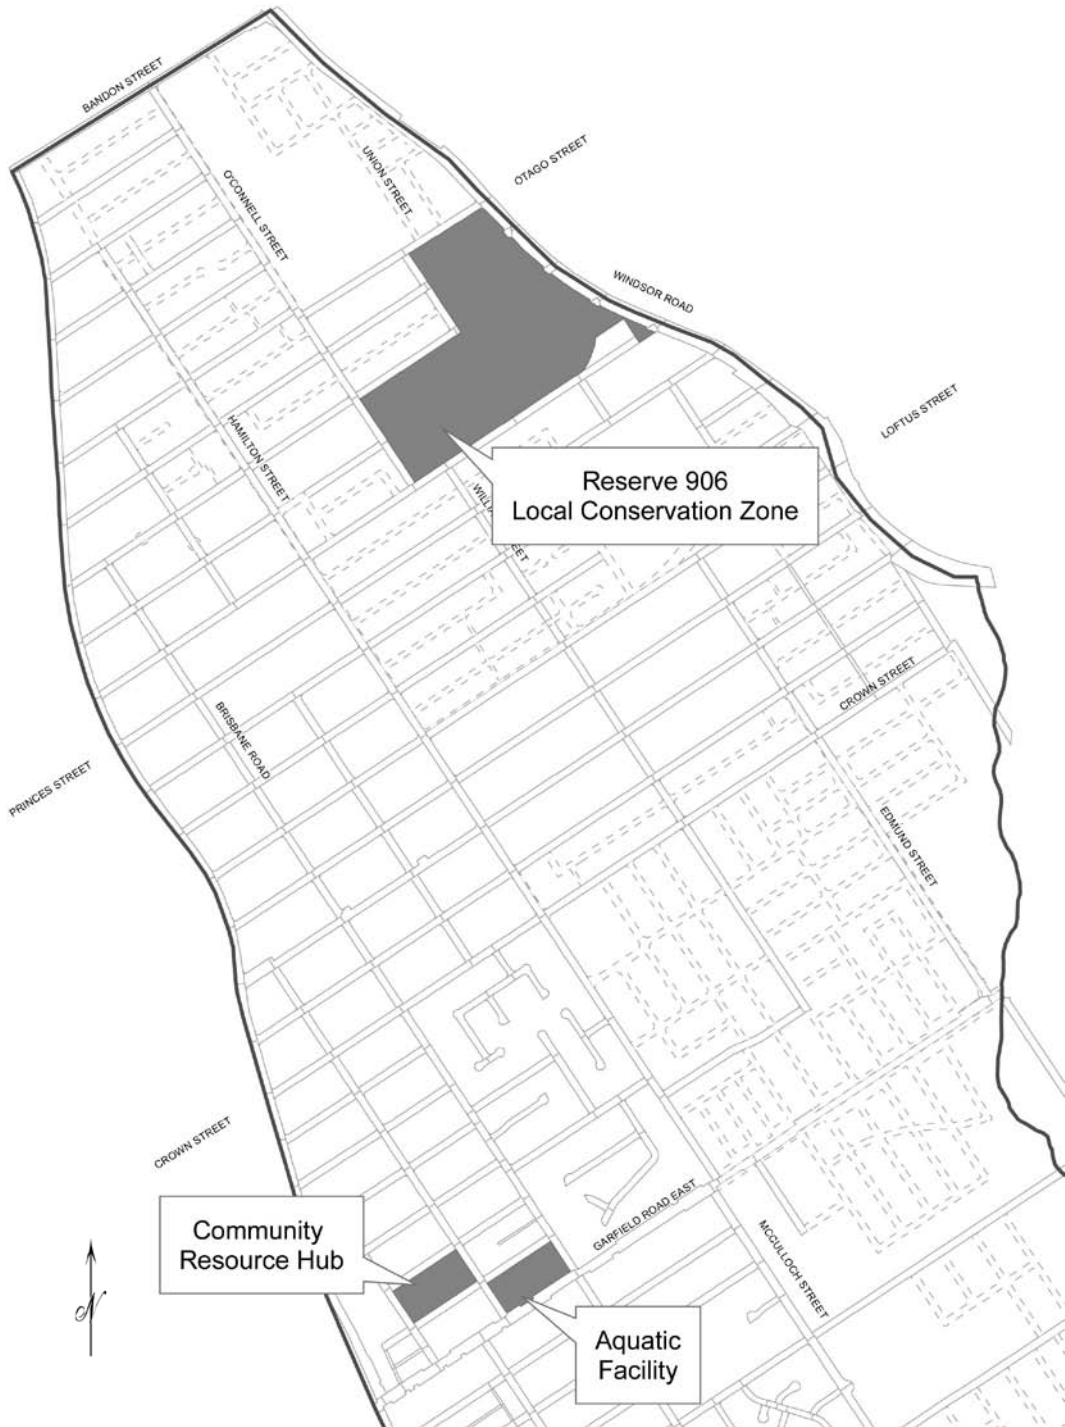 BANDON STREET
OTAGO STREET
UNION STREET
O'CONNELL STREET
WINDSOR ROAD
LOFTUS STREET
HAMILTON STREET
Reserve 906
Local Conservation Zone
CROWN STREET
BRISBANE ROAD
PRINCES STREET
EDMUND STREET
CROWN STREET
GARFIELD ROAD EAST
MCCULLOCH STREET
Community
Resource Hub
N
Aquatic
Facility